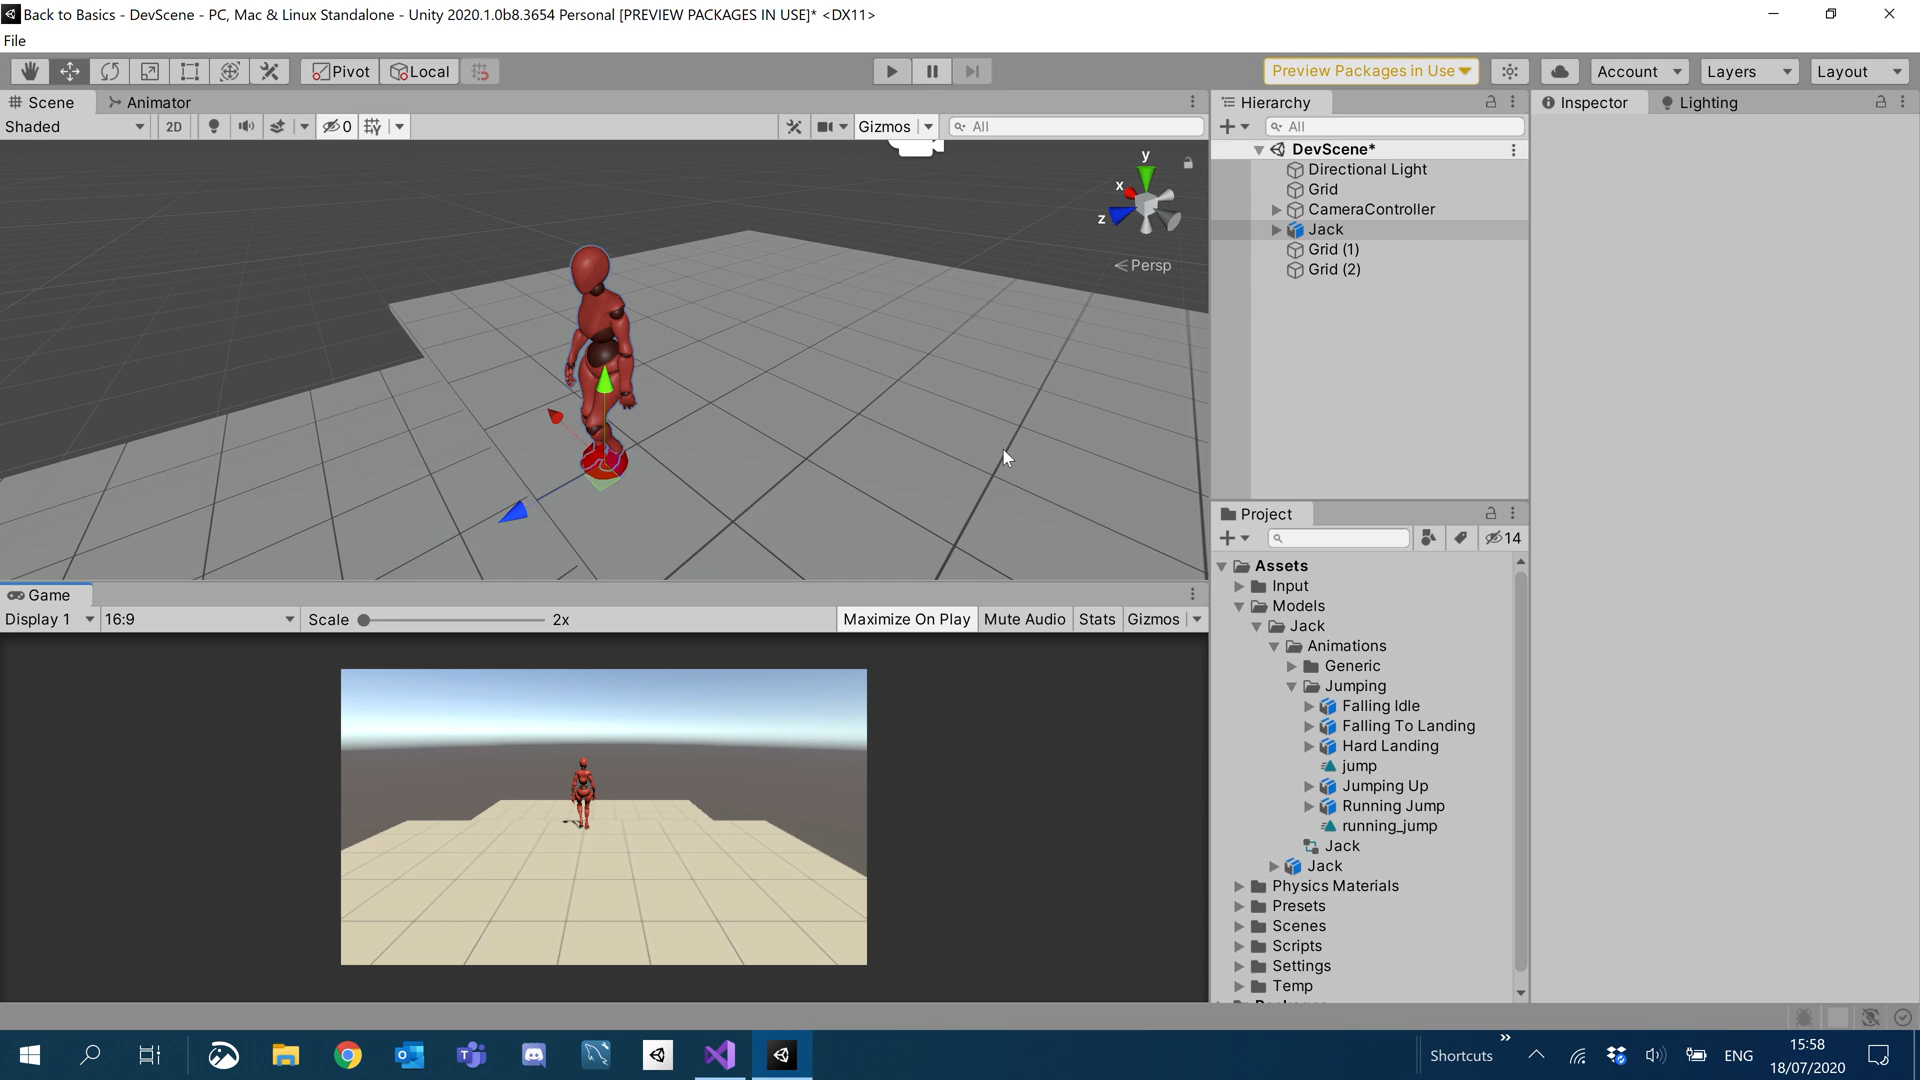 Back to Basics - DevScene - PC, Mac & Linux Standalone - Unity 2020.1.0b8.3654 Personal [PREVIEW PACKAGES IN USE]* <DX11>
File
Pivot Local Preview Packages in Use Account Layers Layout
Scene Animator
Shaded 2D 0 Gizmos All
y
x
z
Persp
Hierarchy
All
DevScene*
Directional Light
Grid
CameraController
Jack
Grid (1)
Grid (2)
Inspector Lighting
Project
14
Assets
Input
Models
Jack
Animations
Generic
Jumping
Falling Idle
Falling To Landing
Hard Landing
jump
Jumping Up
Running Jump
running_jump
Jack
Jack
Physics Materials
Presets
Scenes
Scripts
Settings
Temp
Game
Display 1 16:9 Scale 2x Maximize On Play Mute Audio Stats Gizmos
Shortcuts ENG 15:58
18/07/2020